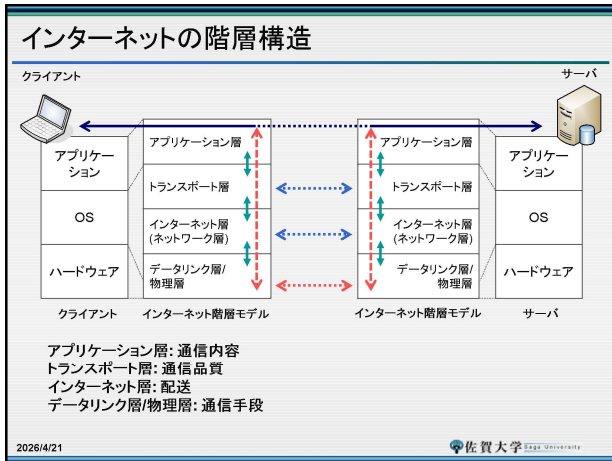 インターネットの階層構造
クライアント
サーバ
アプリケー
ション
OS
ハードウェア
クライアント
アプリケーション層
トランスポート層
インターネット層
(ネットワーク層)
データリンク層/
物理層
インターネット階層モデル
アプリケーション層
トランスポート層
インターネット層
(ネットワーク層)
データリンク層/
物理層
インターネット階層モデル
アプリケー
ション
OS
ハードウェア
サーバ
アプリケーション層: 通信内容
トランスポート層: 通信品質
インターネット層: 配送
データリンク層/物理層: 通信手段
2026/4/21
佐賀大学 Saga University